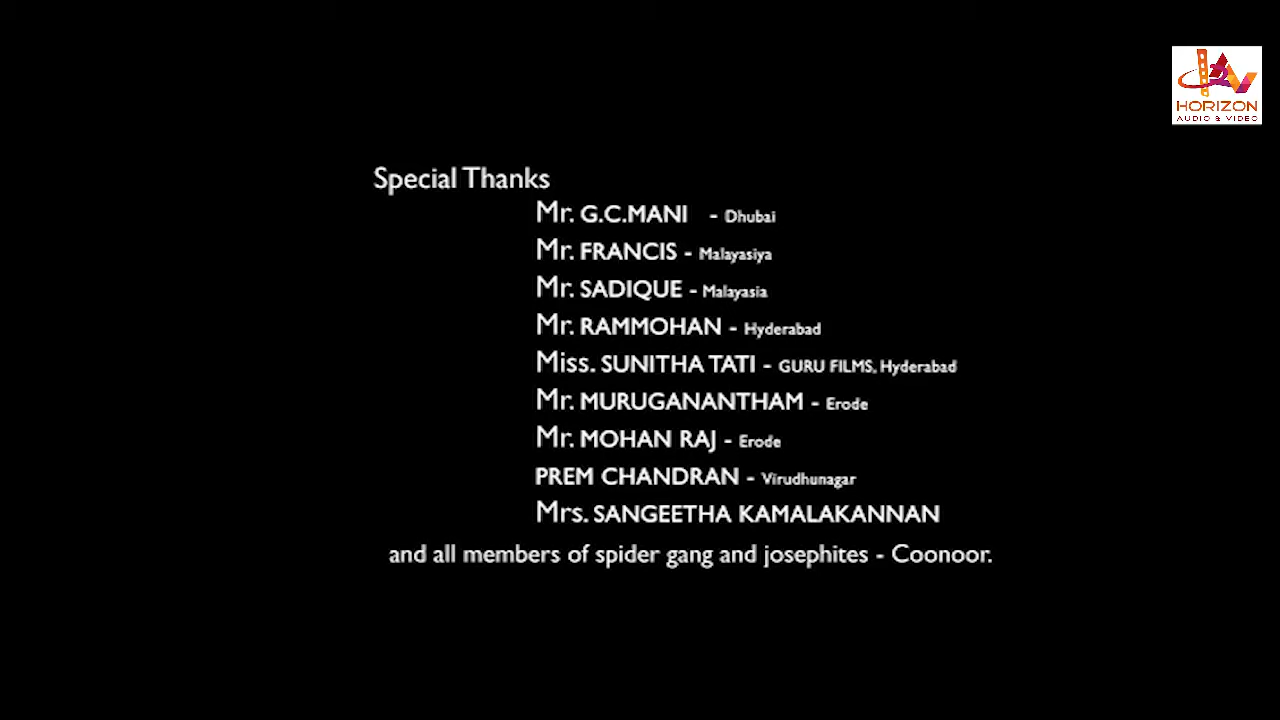 HORIZON
AUDIO & VIDEO
Special Thanks
Mr. G.C.MANI - Dhubai
Mr. FRANCIS - Malayasiya
Mr. SADIQUE - Malayasia
Mr. RAMMOHAN - Hyderabad
Miss. SUNITHA TATI - GURU FILMS, Hyderabad
Mr. MURUGANANTHAM - Erode
Mr. MOHAN RAJ - Erode
PREM CHANDRAN - Virudhunagar
Mrs. SANGEETHA KAMALAKANNAN
and all members of spider gang and josephites - Coonoor.